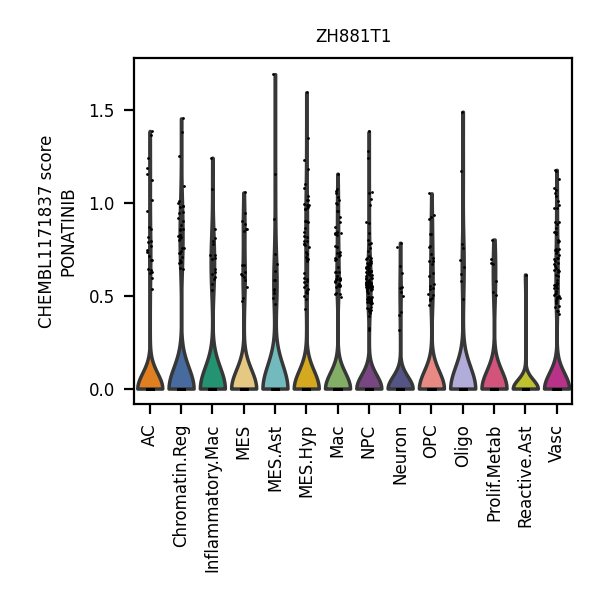 ZH881T1
CHEMBL1171837 score
PONATINIB
1.5
1.0
0.5
0.0
AC
Chromatin.Reg
Inflammatory.Mac
MES
MES.Ast
MES.Hyp
Mac
NPC
Neuron
OPC
Oligo
Prolif.Metab
Reactive.Ast
Vasc